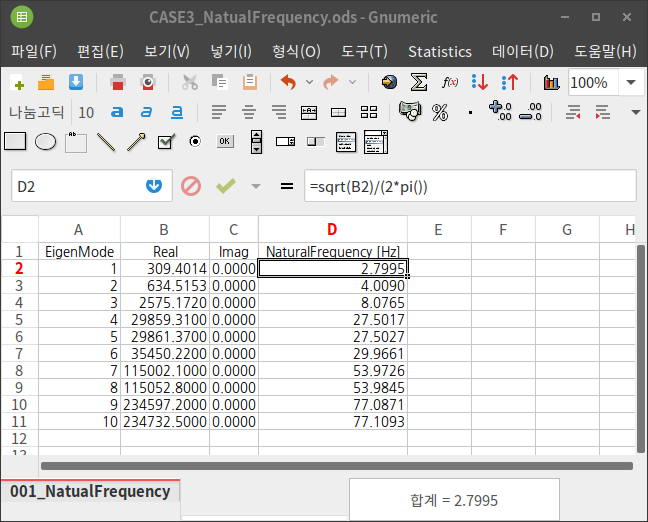 CASE3_NatualFrequency.ods - Gnumeric
파일(F) 편집(E) 보기(V) 넣기(I) 형식(O) 도구(T) Statistics 데이터(D) 도움말(H)
f(x) 100%
나눔고딕 10 a a a % .0 .00
Ab OK
D2 =sqrt(B2)/(2*pi())
A B C D E F G H
1 EigenMode Real Imag NaturalFrequency [Hz]
2 1 309.4014 0.0000 2.7995
3 2 634.5153 0.0000 4.0090
4 3 2575.1720 0.0000 8.0765
5 4 29859.3100 0.0000 27.5017
6 5 29861.3700 0.0000 27.5027
7 6 35450.2200 0.0000 29.9661
8 7 115002.1000 0.0000 53.9726
9 8 115052.8000 0.0000 53.9845
10 9 234597.2000 0.0000 77.0871
11 10 234732.5000 0.0000 77.1093
12
001_NatualFrequency
합계 = 2.7995